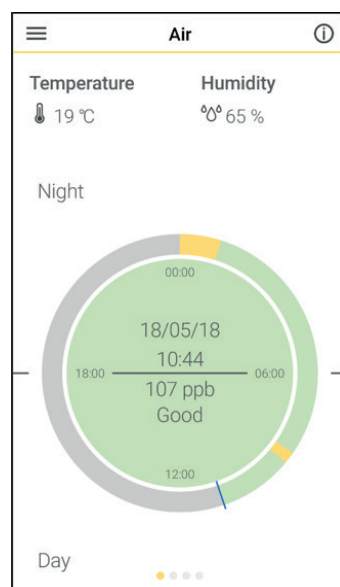 Air
Temperature Humidity
19 °C 65 %
Night
00:00
18/05/18
10:44
18:00 06:00
107 ppb
Good
12:00
Day